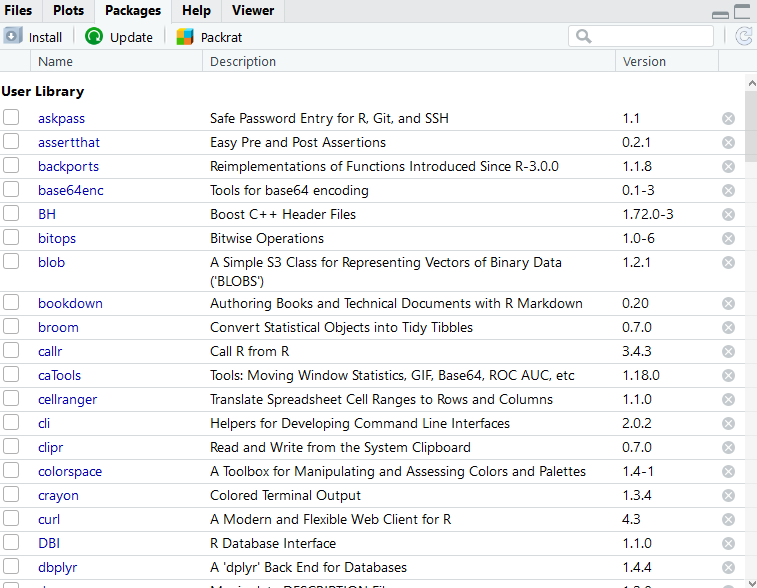 Files Plots Packages Help Viewer
Install Update Packrat
Name Description Version
User Library
askpass Safe Password Entry for R, Git, and SSH 1.1
assertthat Easy Pre and Post Assertions 0.2.1
backports Reimplementations of Functions Introduced Since R-3.0.0 1.1.8
base64enc Tools for base64 encoding 0.1-3
BH Boost C++ Header Files 1.72.0-3
bitops Bitwise Operations 1.0-6
blob A Simple S3 Class for Representing Vectors of Binary Data 1.2.1
('BLOBS')
bookdown Authoring Books and Technical Documents with R Markdown 0.20
broom Convert Statistical Objects into Tidy Tibbles 0.7.0
callr Call R from R 3.4.3
caTools Tools: Moving Window Statistics, GIF, Base64, ROC AUC, etc 1.18.0
cellranger Translate Spreadsheet Cell Ranges to Rows and Columns 1.1.0
cli Helpers for Developing Command Line Interfaces 2.0.2
clipr Read and Write from the System Clipboard 0.7.0
colorspace A Toolbox for Manipulating and Assessing Colors and Palettes 1.4-1
crayon Colored Terminal Output 1.3.4
curl A Modern and Flexible Web Client for R 4.3
DBI R Database Interface 1.1.0
dbplyr A 'dplyr' Back End for Databases 1.4.4